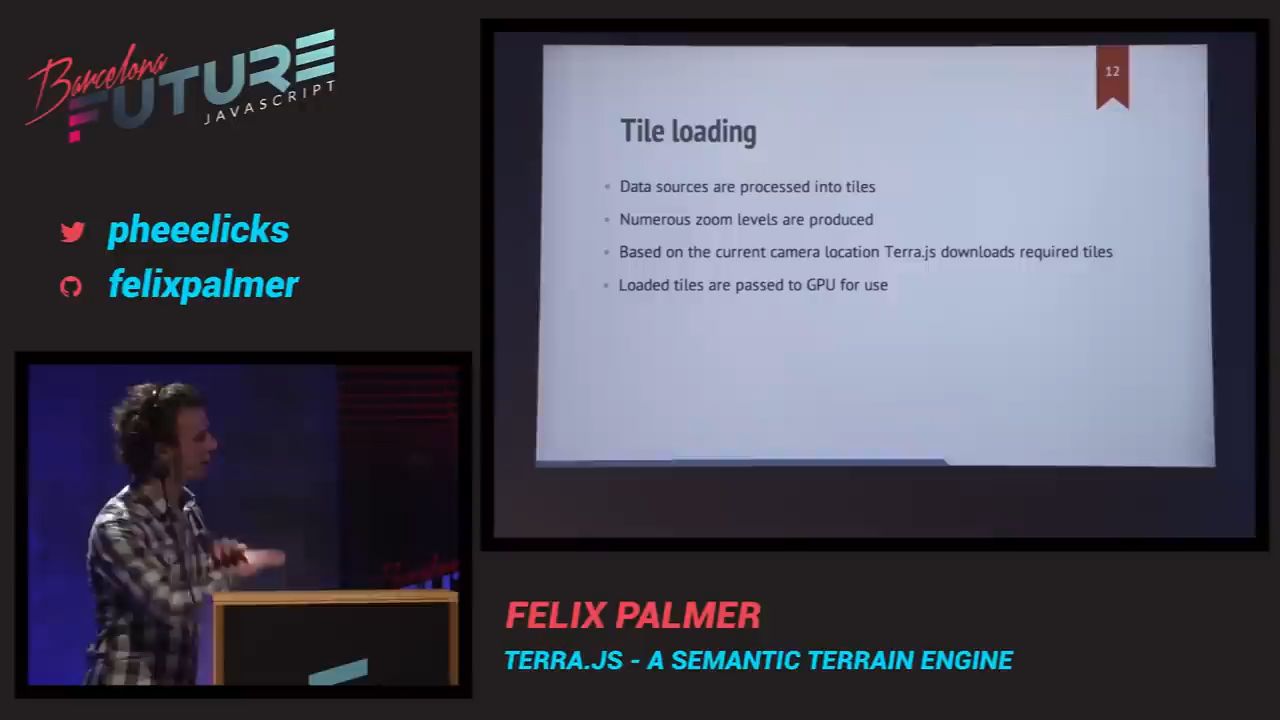 Barcelona
FUTURE
JAVASCRIPT
pheeelicks
felixpalmer
12
Tile loading
Data sources are processed into tiles
Numerous zoom levels are produced
Based on the current camera location Terra.js downloads required tiles
Loaded tiles are passed to GPU for use
FELIX PALMER
TERRA.JS - A SEMANTIC TERRAIN ENGINE